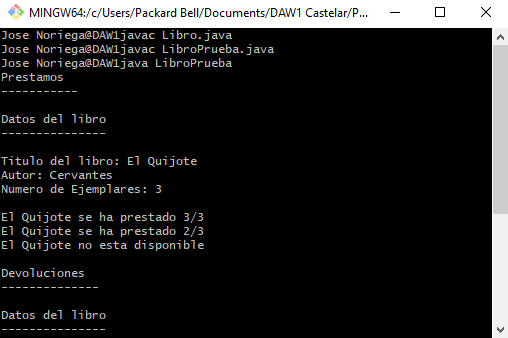 MINGW64:/c/Users/Packard Bell/Documents/DAW1 Castelar/P...
Jose Noriega@DAW1javac Libro.java
Jose Noriega@DAW1javac LibroPrueba.java
Jose Noriega@DAW1java LibroPrueba
Prestamos
-----------
Datos del libro
---------------
Titulo del libro: El Quijote
Autor: Cervantes
Numero de Ejemplares: 3
El Quijote se ha prestado 3/3
El Quijote se ha prestado 2/3
El Quijote no esta disponible
Devoluciones
--------------
Datos del libro
---------------